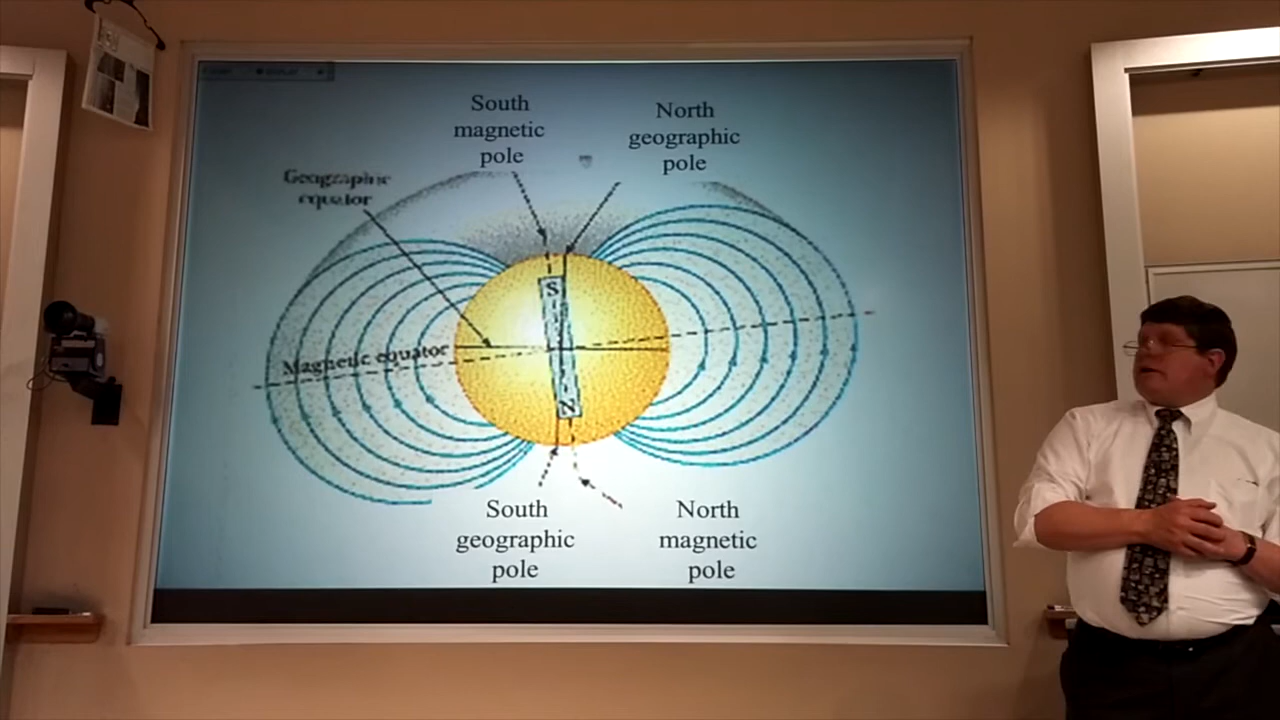 South
magnetic
pole
North
geographic
pole
Geographic
equator
S
Magnetic equator
N
South
geographic
pole
North
magnetic
pole